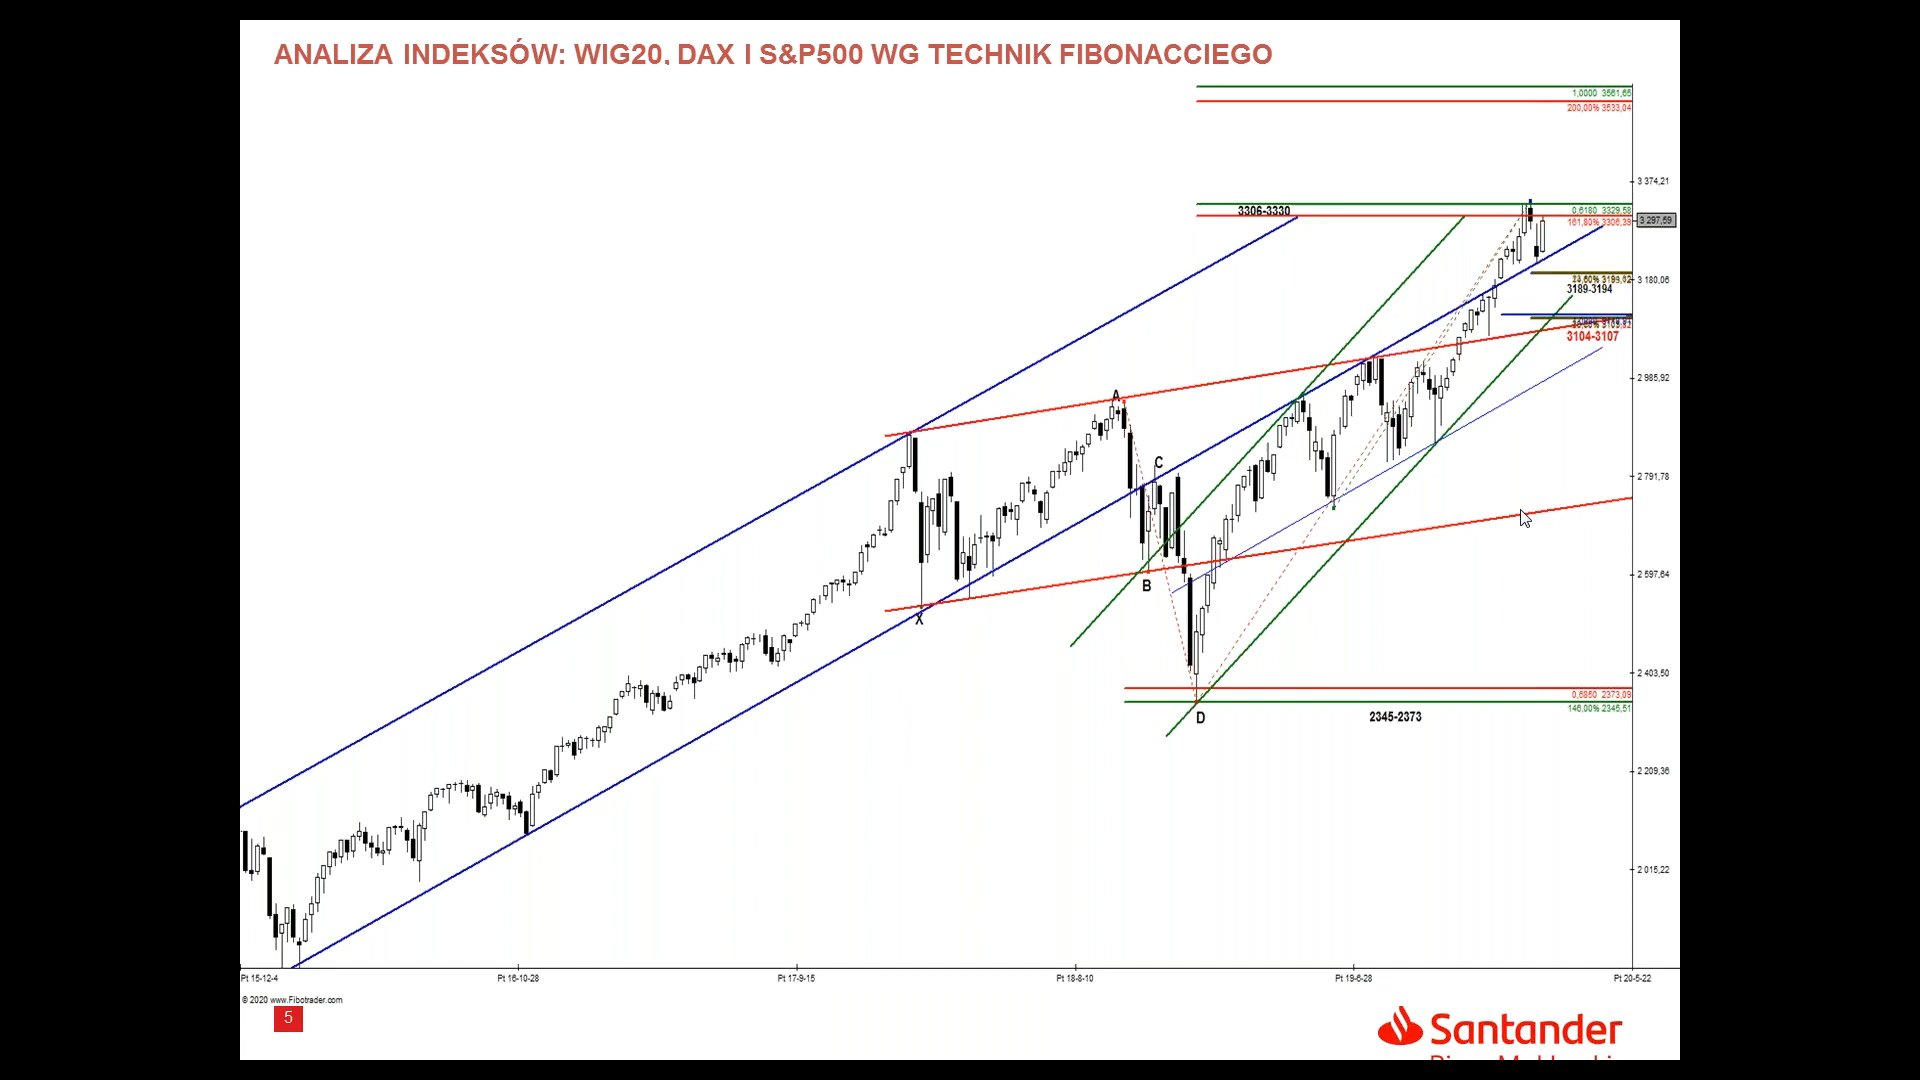 ANALIZA INDEKSÓW: WIG20, DAX I S&P500 WG TECHNIK FIBONACCIEGO
1,0000 3561,65
200,00% 3533,04
3 374,21
3306-3330
0,6180 3329,58
161,80% 3306,39
3 297,59
3 180,06
3189-3194
3104-3107
2 985,92
A
C
2 791,78
B
2 597,64
X
2 403,50
0,6850 2373,09
146,00% 2345,51
D
2345-2373
2 209,36
2 015,22
Pt 15-12-4
Pt 16-10-28
Pt 17-9-15
Pt 18-8-10
Pt 19-6-28
Pt 20-5-22
© 2020 www.Fibotrader.com
5
Santander